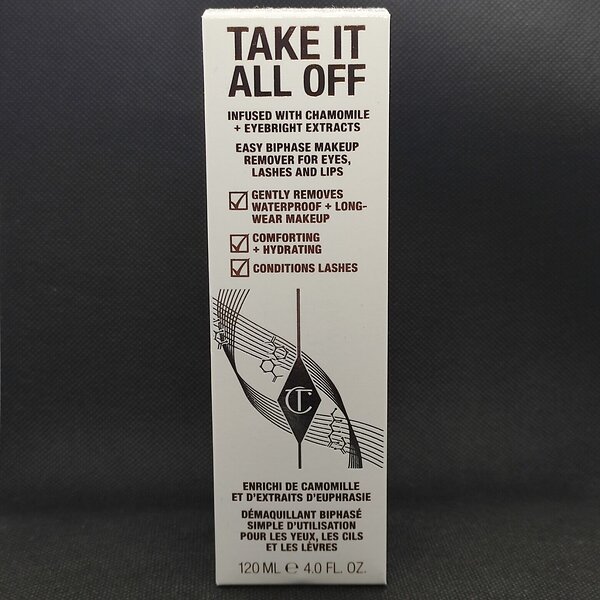 TAKE IT
ALL OFF
INFUSED WITH CHAMOMILE
+ EYEBRIGHT EXTRACTS
EASY BIPHASE MAKEUP
REMOVER FOR EYES,
LASHES AND LIPS
GENTLY REMOVES
WATERPROOF + LONG-
WEAR MAKEUP
COMFORTING
+ HYDRATING
CONDITIONS LASHES
CT
ENRICHI DE CAMOMILLE
ET D'EXTRAITS D'EUPHRASIE
DÉMAQUILLANT BIPHASÉ
SIMPLE D'UTILISATION
POUR LES YEUX, LES CILS
ET LES LÈVRES
120 ML ℮ 4.0 FL. OZ.